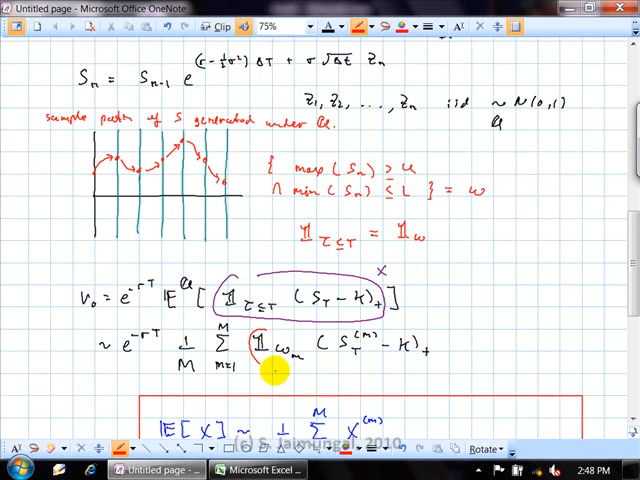 Untitled page - Microsoft Office OneNote
75%
S_n = S_{n-1} e^{(r-½σ²)ΔT + σ√Δt Z_n}
Z_1, Z_2, ..., Z_n iid ~ N(0,1)
Q
sample path of S generated under Q.
{ max(S_n) ≥ U
∩ min(S_n) ≤ L } = ω
𝟙_{τ≤T} = 𝟙_ω
X
V_0 = e^{-rT} 𝔼^Q [ 𝟙_{τ≤T} (S_T - K)_+ ]
~ e^{-rT} 1/M Σ_{m=1}^{M} 𝟙_{ω_m} (S_T^{(m)} - K)_+
𝔼[X] ~ 1/M Σ^M X^{(m)}
(c) S. Jaimungal, 2010
Rotate
Untitled page - Micr...
Microsoft Excel ...
2:48 PM